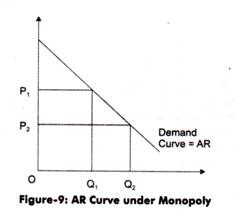 P₁
P₂
Demand
Curve = AR
O
Q₁
Q₂
Figure-9: AR Curve under Monopoly